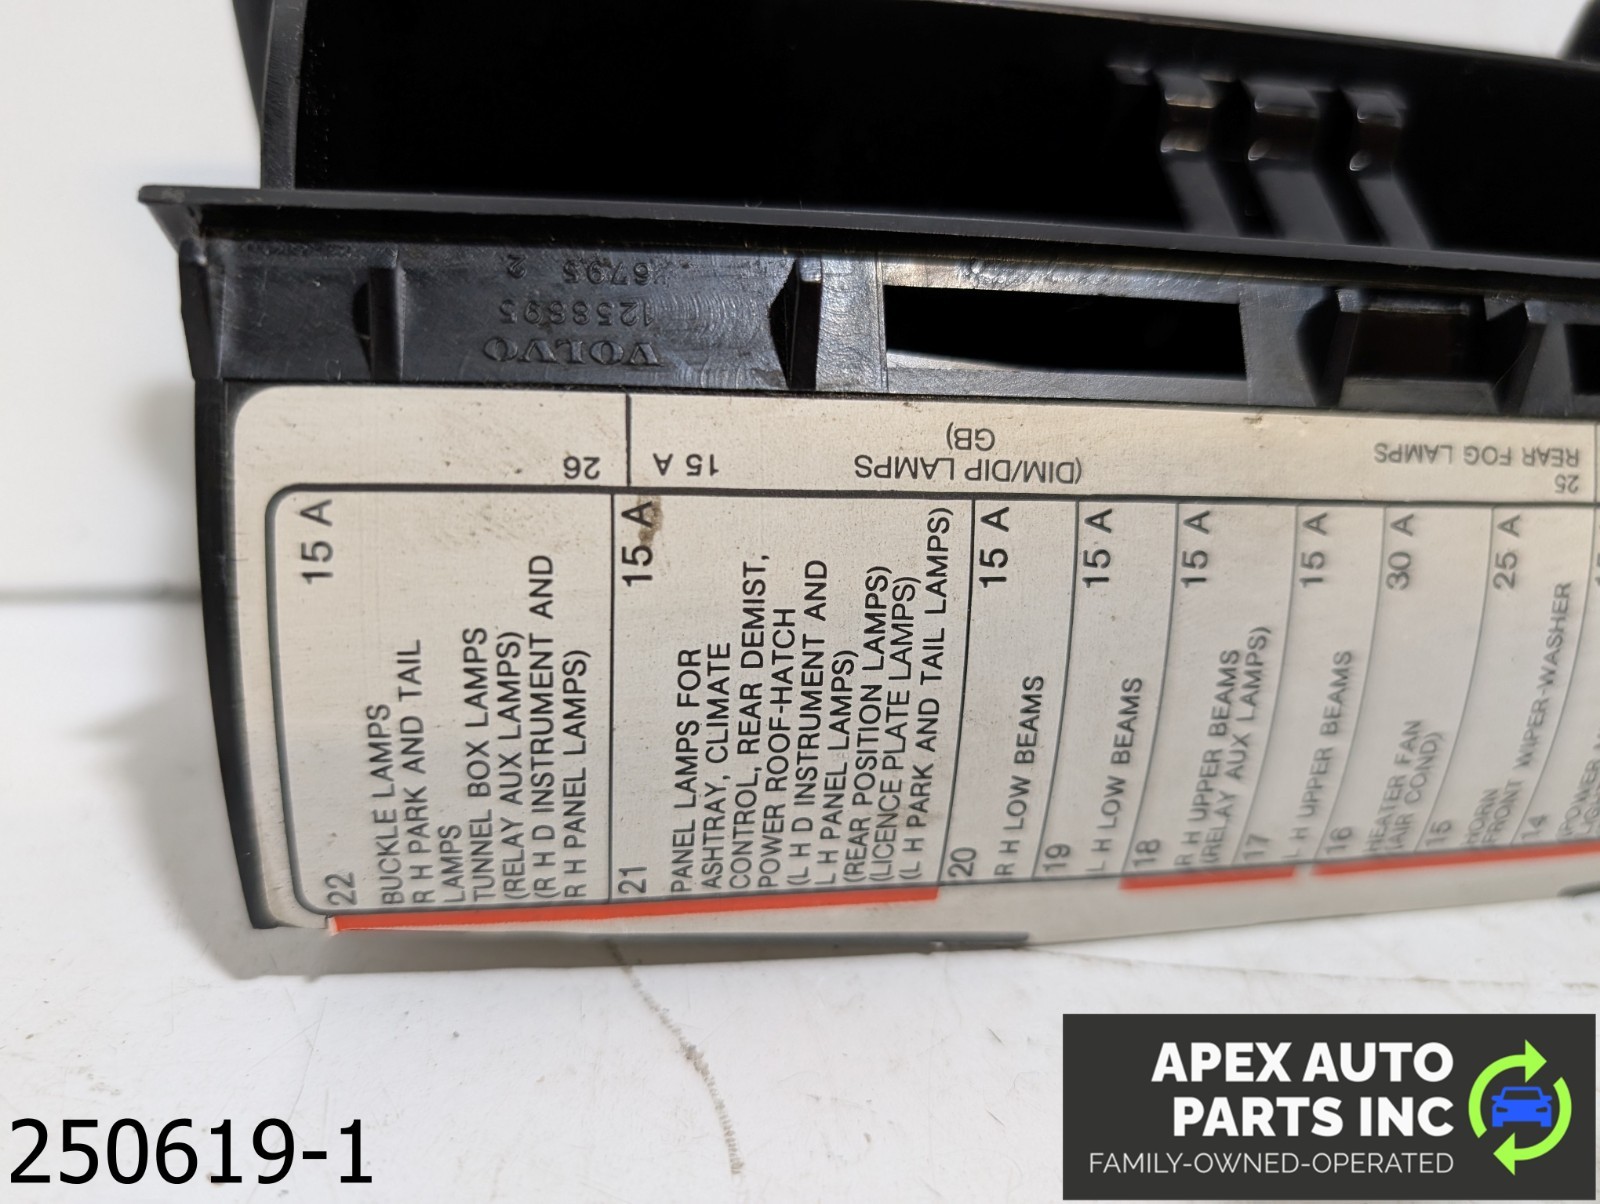 6795 2
1258895
VOLVO
26
15 A
(DIM/DIP LAMPS
GB)
25
REAR FOG LAMPS
22
15 A
BUCKLE LAMPS
R H PARK AND TAIL
LAMPS
TUNNEL BOX LAMPS
(RELAY AUX LAMPS)
(R H D INSTRUMENT AND
R H PANEL LAMPS)
21
15 A
PANEL LAMPS FOR
ASHTRAY, CLIMATE
CONTROL, REAR DEMIST,
POWER ROOF-HATCH
(L H D INSTRUMENT AND
L H PANEL LAMPS)
(REAR POSITION LAMPS)
(LICENCE PLATE LAMPS)
(L H PARK AND TAIL LAMPS)
20
15 A
R H LOW BEAMS
19
15 A
L H LOW BEAMS
18
15 A
R H UPPER BEAMS
(RELAY AUX LAMPS)
17
15 A
L H UPPER BEAMS
16
30 A
HEATER FAN
(AIR COND)
15
25 A
HORN
FRONT WIPER-WASHER
14
(POWER
APEX AUTO
PARTS INC
FAMILY-OWNED-OPERATED
250619-1